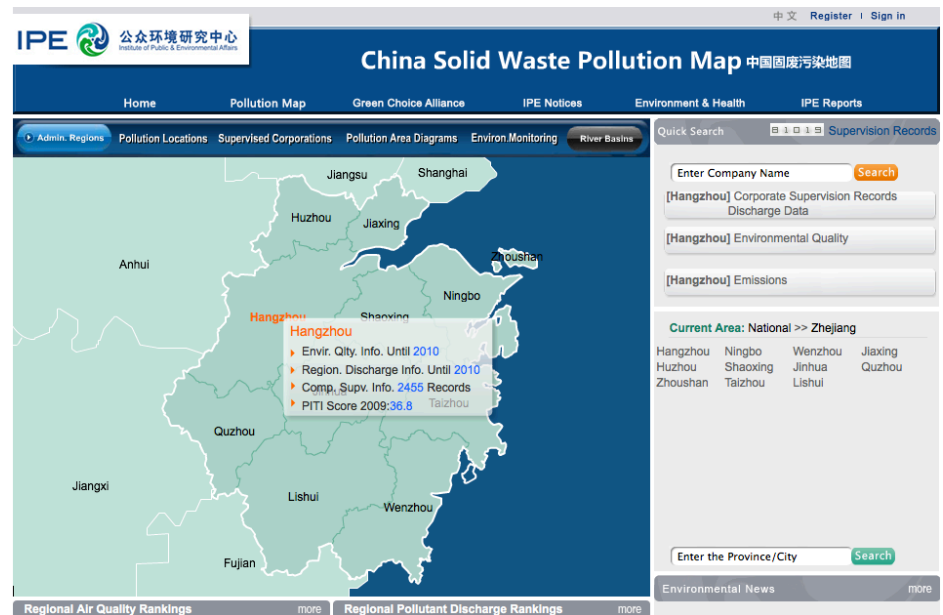 中文 Register Sign in
IPE 公众环境研究中心
Institute of Public & Environmental Affairs
China Solid Waste Pollution Map 中国固废污染地图
Home Pollution Map Green Choice Alliance IPE Notices Environment & Health IPE Reports
Admin. Regions Pollution Locations Supervised Corporations Pollution Area Diagrams Environ.Monitoring River Basins
Quick Search 81019 Supervision Records
Enter Company Name Search
[Hangzhou] Corporate Supervision Records
Discharge Data
[Hangzhou] Environmental Quality
[Hangzhou] Emissions
Jiangsu Shanghai
Huzhou Jiaxing
Anhui Zhoushan
Ningbo
Hangzhou Shaoxing
Hangzhou
Envir. Qlty. Info. Until 2010
Region. Discharge Info. Until 2010
Comp. Supv. Info. 2455 Records
Jinhua
PITI Score 2009:36.8 Taizhou
Quzhou
Jiangxi
Lishui
Wenzhou
Fujian
Current Area: National >> Zhejiang
Hangzhou Ningbo Wenzhou Jiaxing
Huzhou Shaoxing Jinhua Quzhou
Zhoushan Taizhou Lishui
Enter the Province/City Search
Environmental News more
Regional Air Quality Rankings more Regional Pollutant Discharge Rankings more